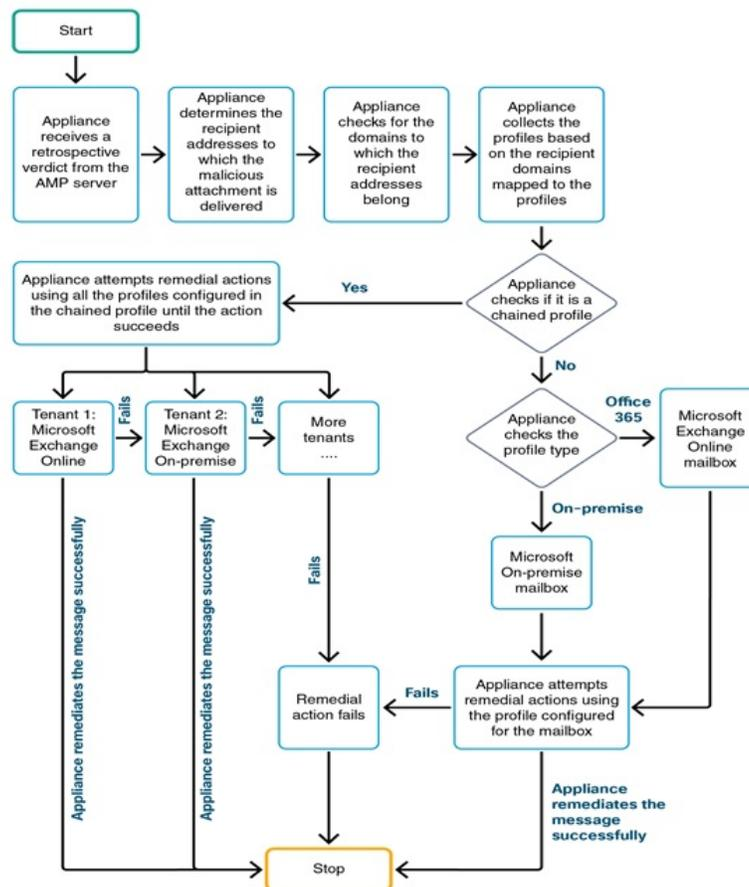 Start
Appliance
receives a
retrospective
verdict from the
AMP server
Appliance
determines the
recipient
addresses to
which the
malicious
attachment is
delivered
Appliance
checks for the
domains to
which the
recipient
addresses
belong
Appliance
collects the
profiles based
on the recipient
domains
mapped to the
profiles
Appliance
checks if it is a
chained profile
Yes
Appliance attempts remedial actions
using all the profiles configured in
the chained profile until the action
succeeds
No
Tenant 1:
Microsoft
Exchange
Online
Fails
Tenant 2:
Microsoft
Exchange
On-premise
Fails
More
tenants
....
Appliance
checks the
profile type
Office
365
Microsoft
Exchange
Online
mailbox
On-premise
Microsoft
On-premise
mailbox
Appliance remediates the message successfully
Appliance remediates the message successfully
Fails
Remedial
action fails
Fails
Appliance attempts
remedial actions using
the profile configured
for the mailbox
Appliance
remediates the
message
successfully
Stop